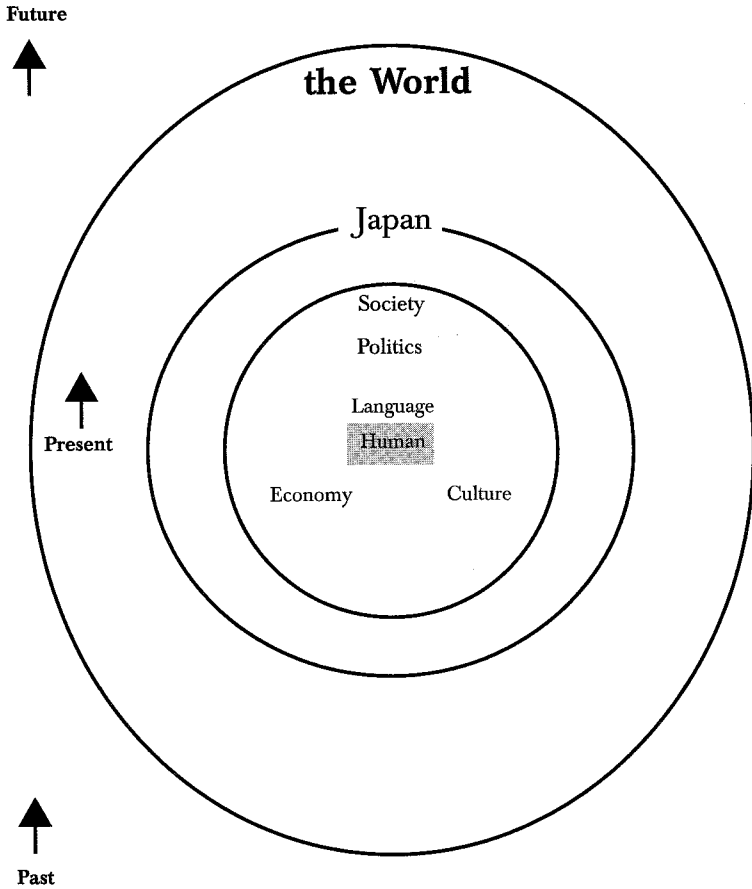 Future
the World
Japan
Society
Politics
Language
Human
Present
Economy Culture
Past